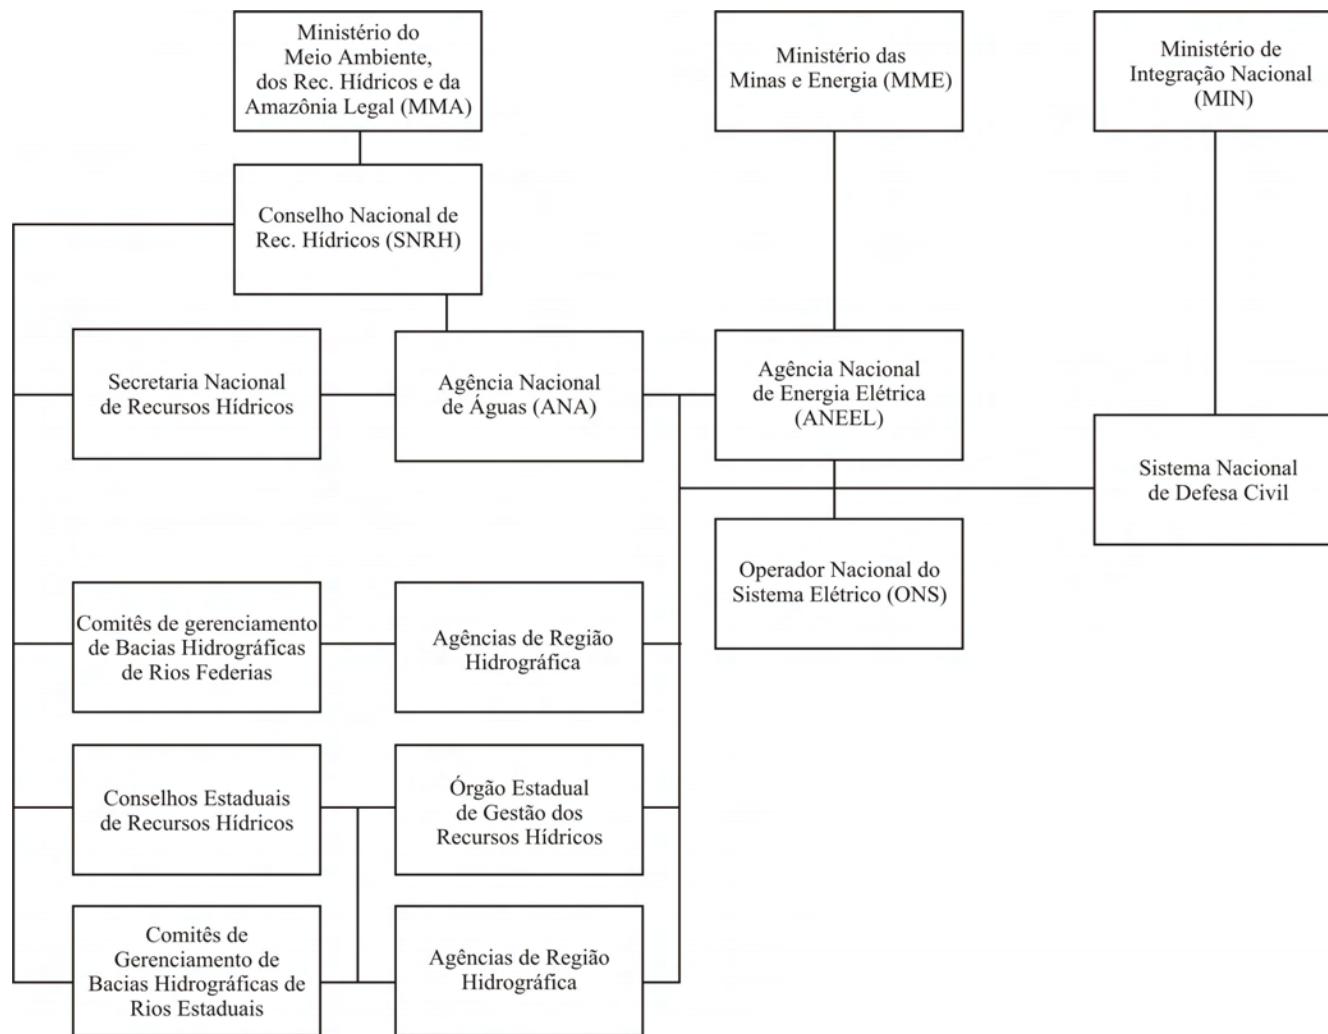 Ministério do
Meio Ambiente,
dos Rec. Hídricos e da
Amazônia Legal (MMA)
Ministério das
Minas e Energia (MME)
Ministério de
Integração Nacional
(MIN)
Conselho Nacional de
Rec. Hídricos (SNRH)
Secretaria Nacional
de Recursos Hídricos
Agência Nacional
de Águas (ANA)
Agência Nacional
de Energia Elétrica
(ANEEL)
Sistema Nacional
de Defesa Civil
Operador Nacional do
Sistema Elétrico (ONS)
Comitês de gerenciamento
de Bacias Hidrográficas
de Rios Federias
Agências de Região
Hidrográfica
Conselhos Estaduais
de Recursos Hídricos
Órgão Estadual
de Gestão dos
Recursos Hídricos
Comitês de
Gerenciamento de
Bacias Hidrográficas de
Rios Estaduais
Agências de Região
Hidrográfica